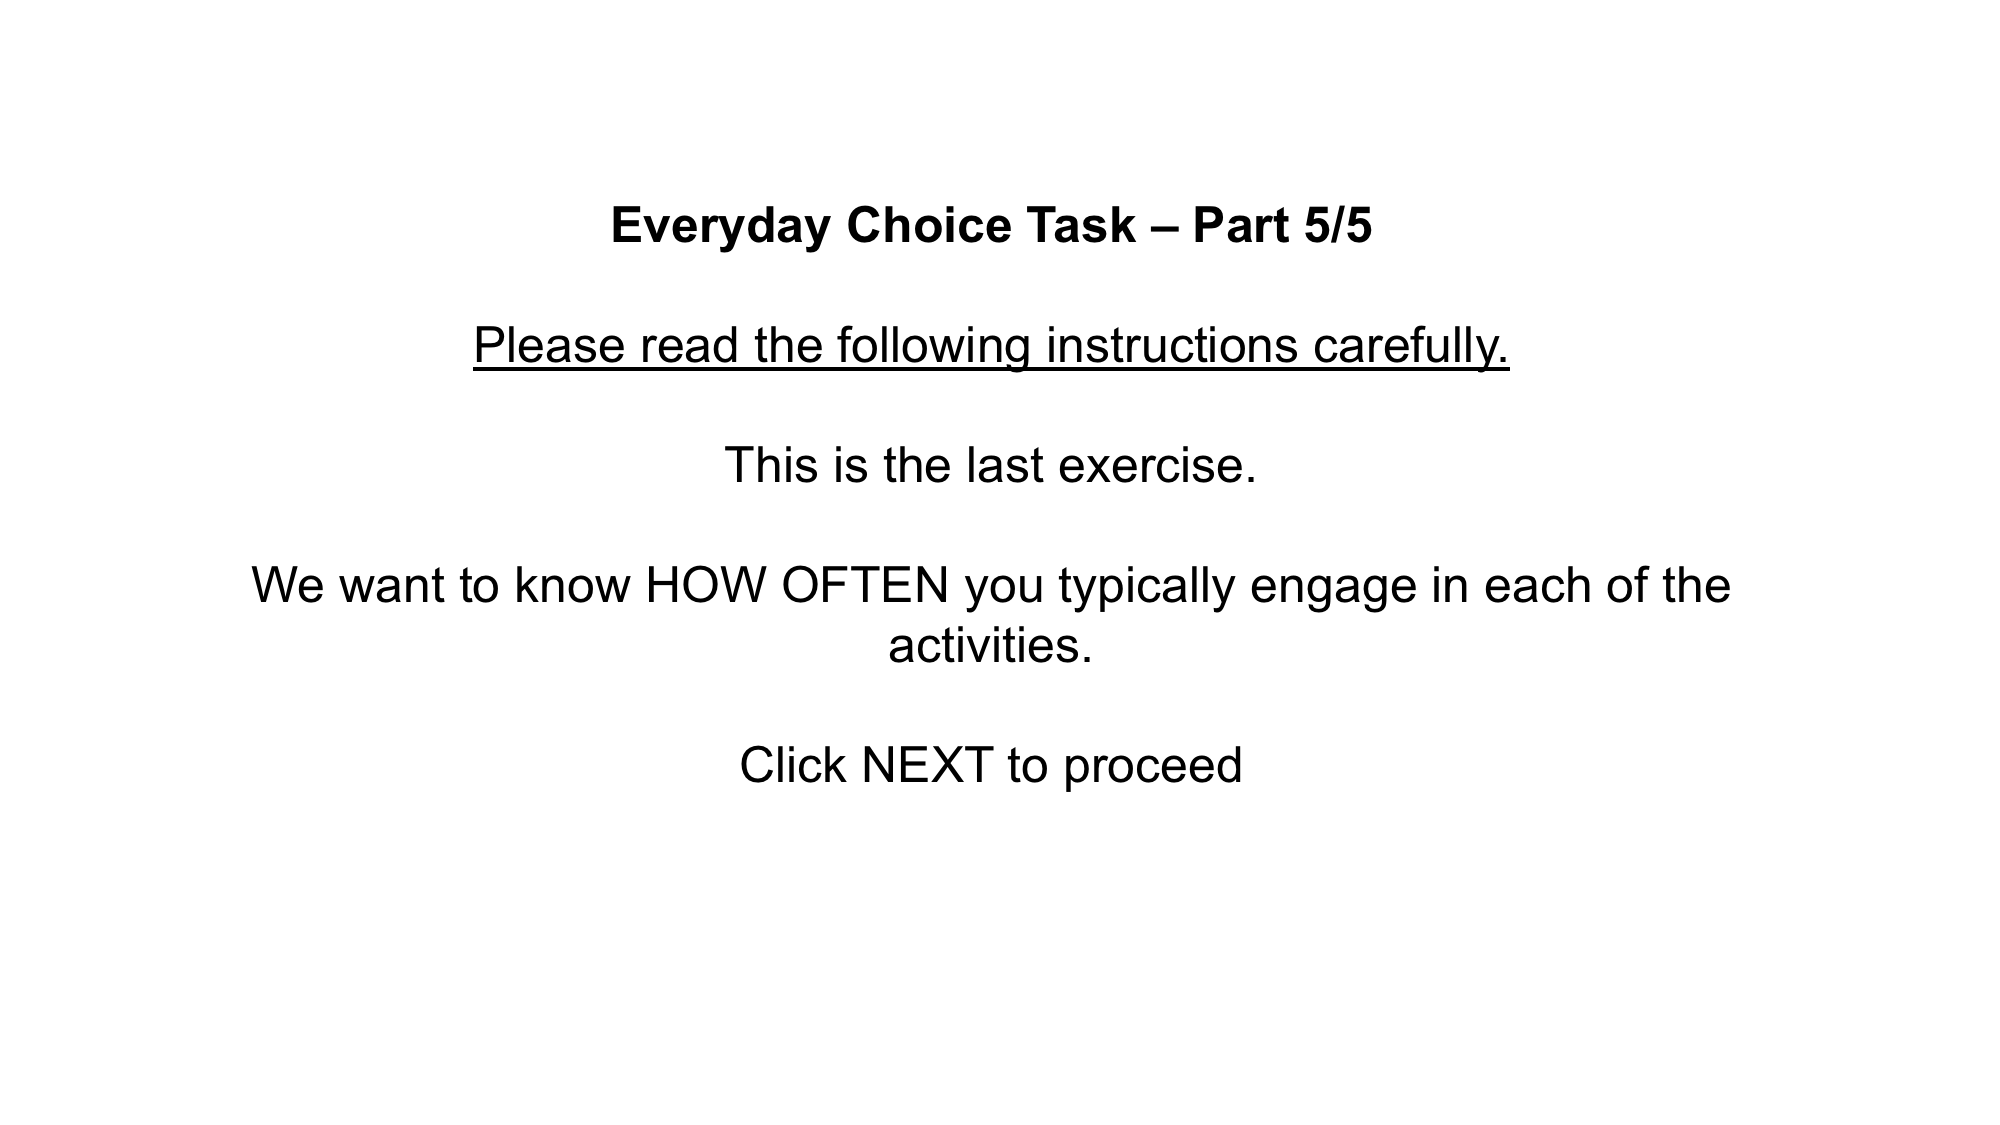 Everyday Choice Task – Part 5/5
Please read the following instructions carefully.
This is the last exercise.
We want to know HOW OFTEN you typically engage in each of the
activities.
Click NEXT to proceed